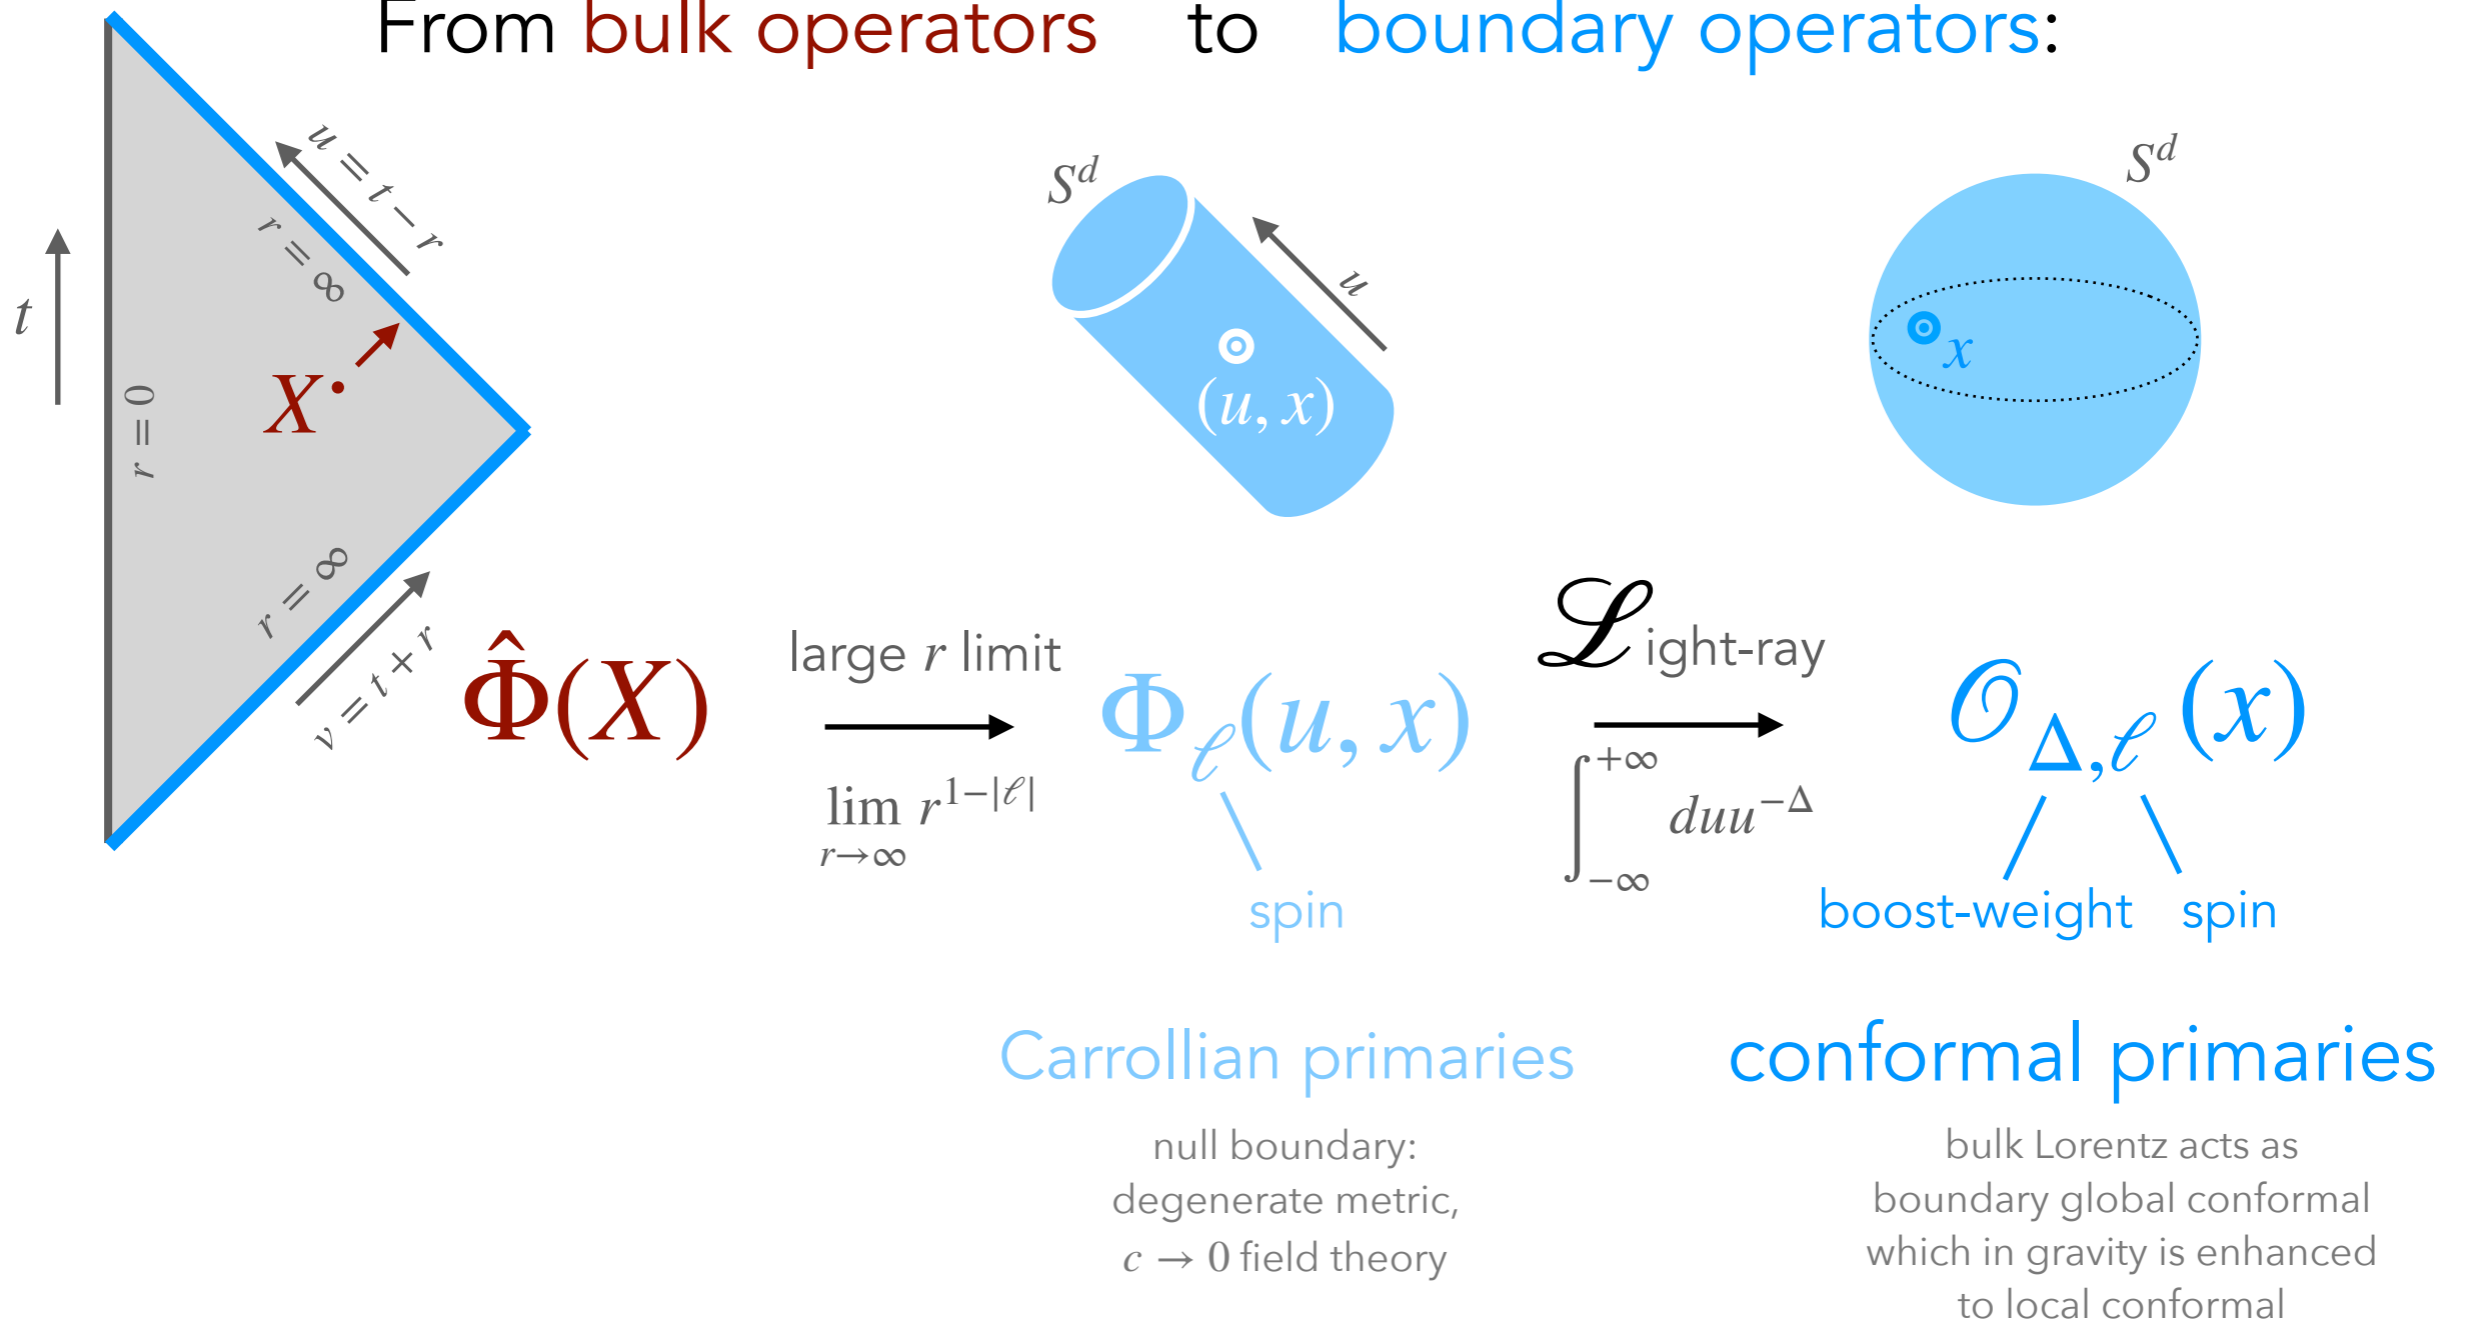 From bulk operators to boundary operators:
u = t − r
r = ∞
t
r = 0
X
r = ∞
v = t + r
S^d
u
(u, x)
S^d
x
Φ̂(X)
large r limit
lim r^{1−|ℓ|}
r→∞
Φ_ℓ(u, x)
spin
ℒight-ray
∫_{−∞}^{+∞} duu^{−Δ}
𝒪_{Δ,ℓ}(x)
boost-weight spin
Carrollian primaries
null boundary:
degenerate metric,
c → 0 field theory
conformal primaries
bulk Lorentz acts as
boundary global conformal
which in gravity is enhanced
to local conformal